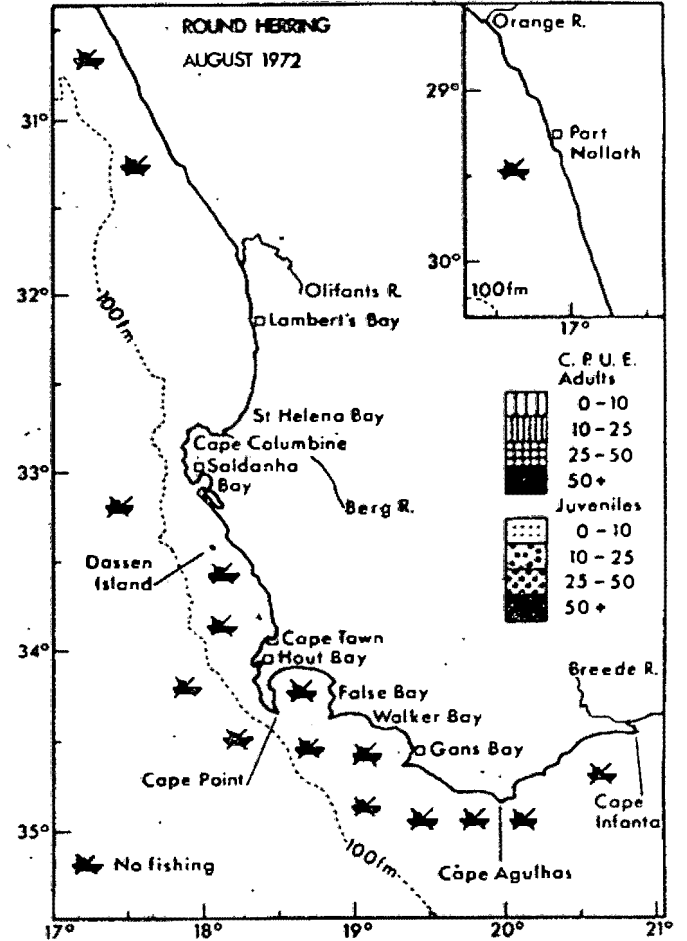 ROUND HERRING
AUGUST 1972
Orange R.
29°
Part
Nollath
30°
100fm
17°
31°
32°
33°
34°
35°
100fm
Olifants R.
Lambert's Bay
St Helena Bay
Cape Columbine
Saldanha
Bay
Berg R.
Dassen
Island
Cape Town
Hout Bay
False Bay
Walker Bay
Gans Bay
Breede R.
Cape Point
Cape
Infanta
Cape Agulhas
100fm
No fishing
C. P. U. E.
Adults
0-10
10-25
25-50
50+
Juveniles
0-10
10-25
25-50
50+
17°
18°
19°
20°
21°